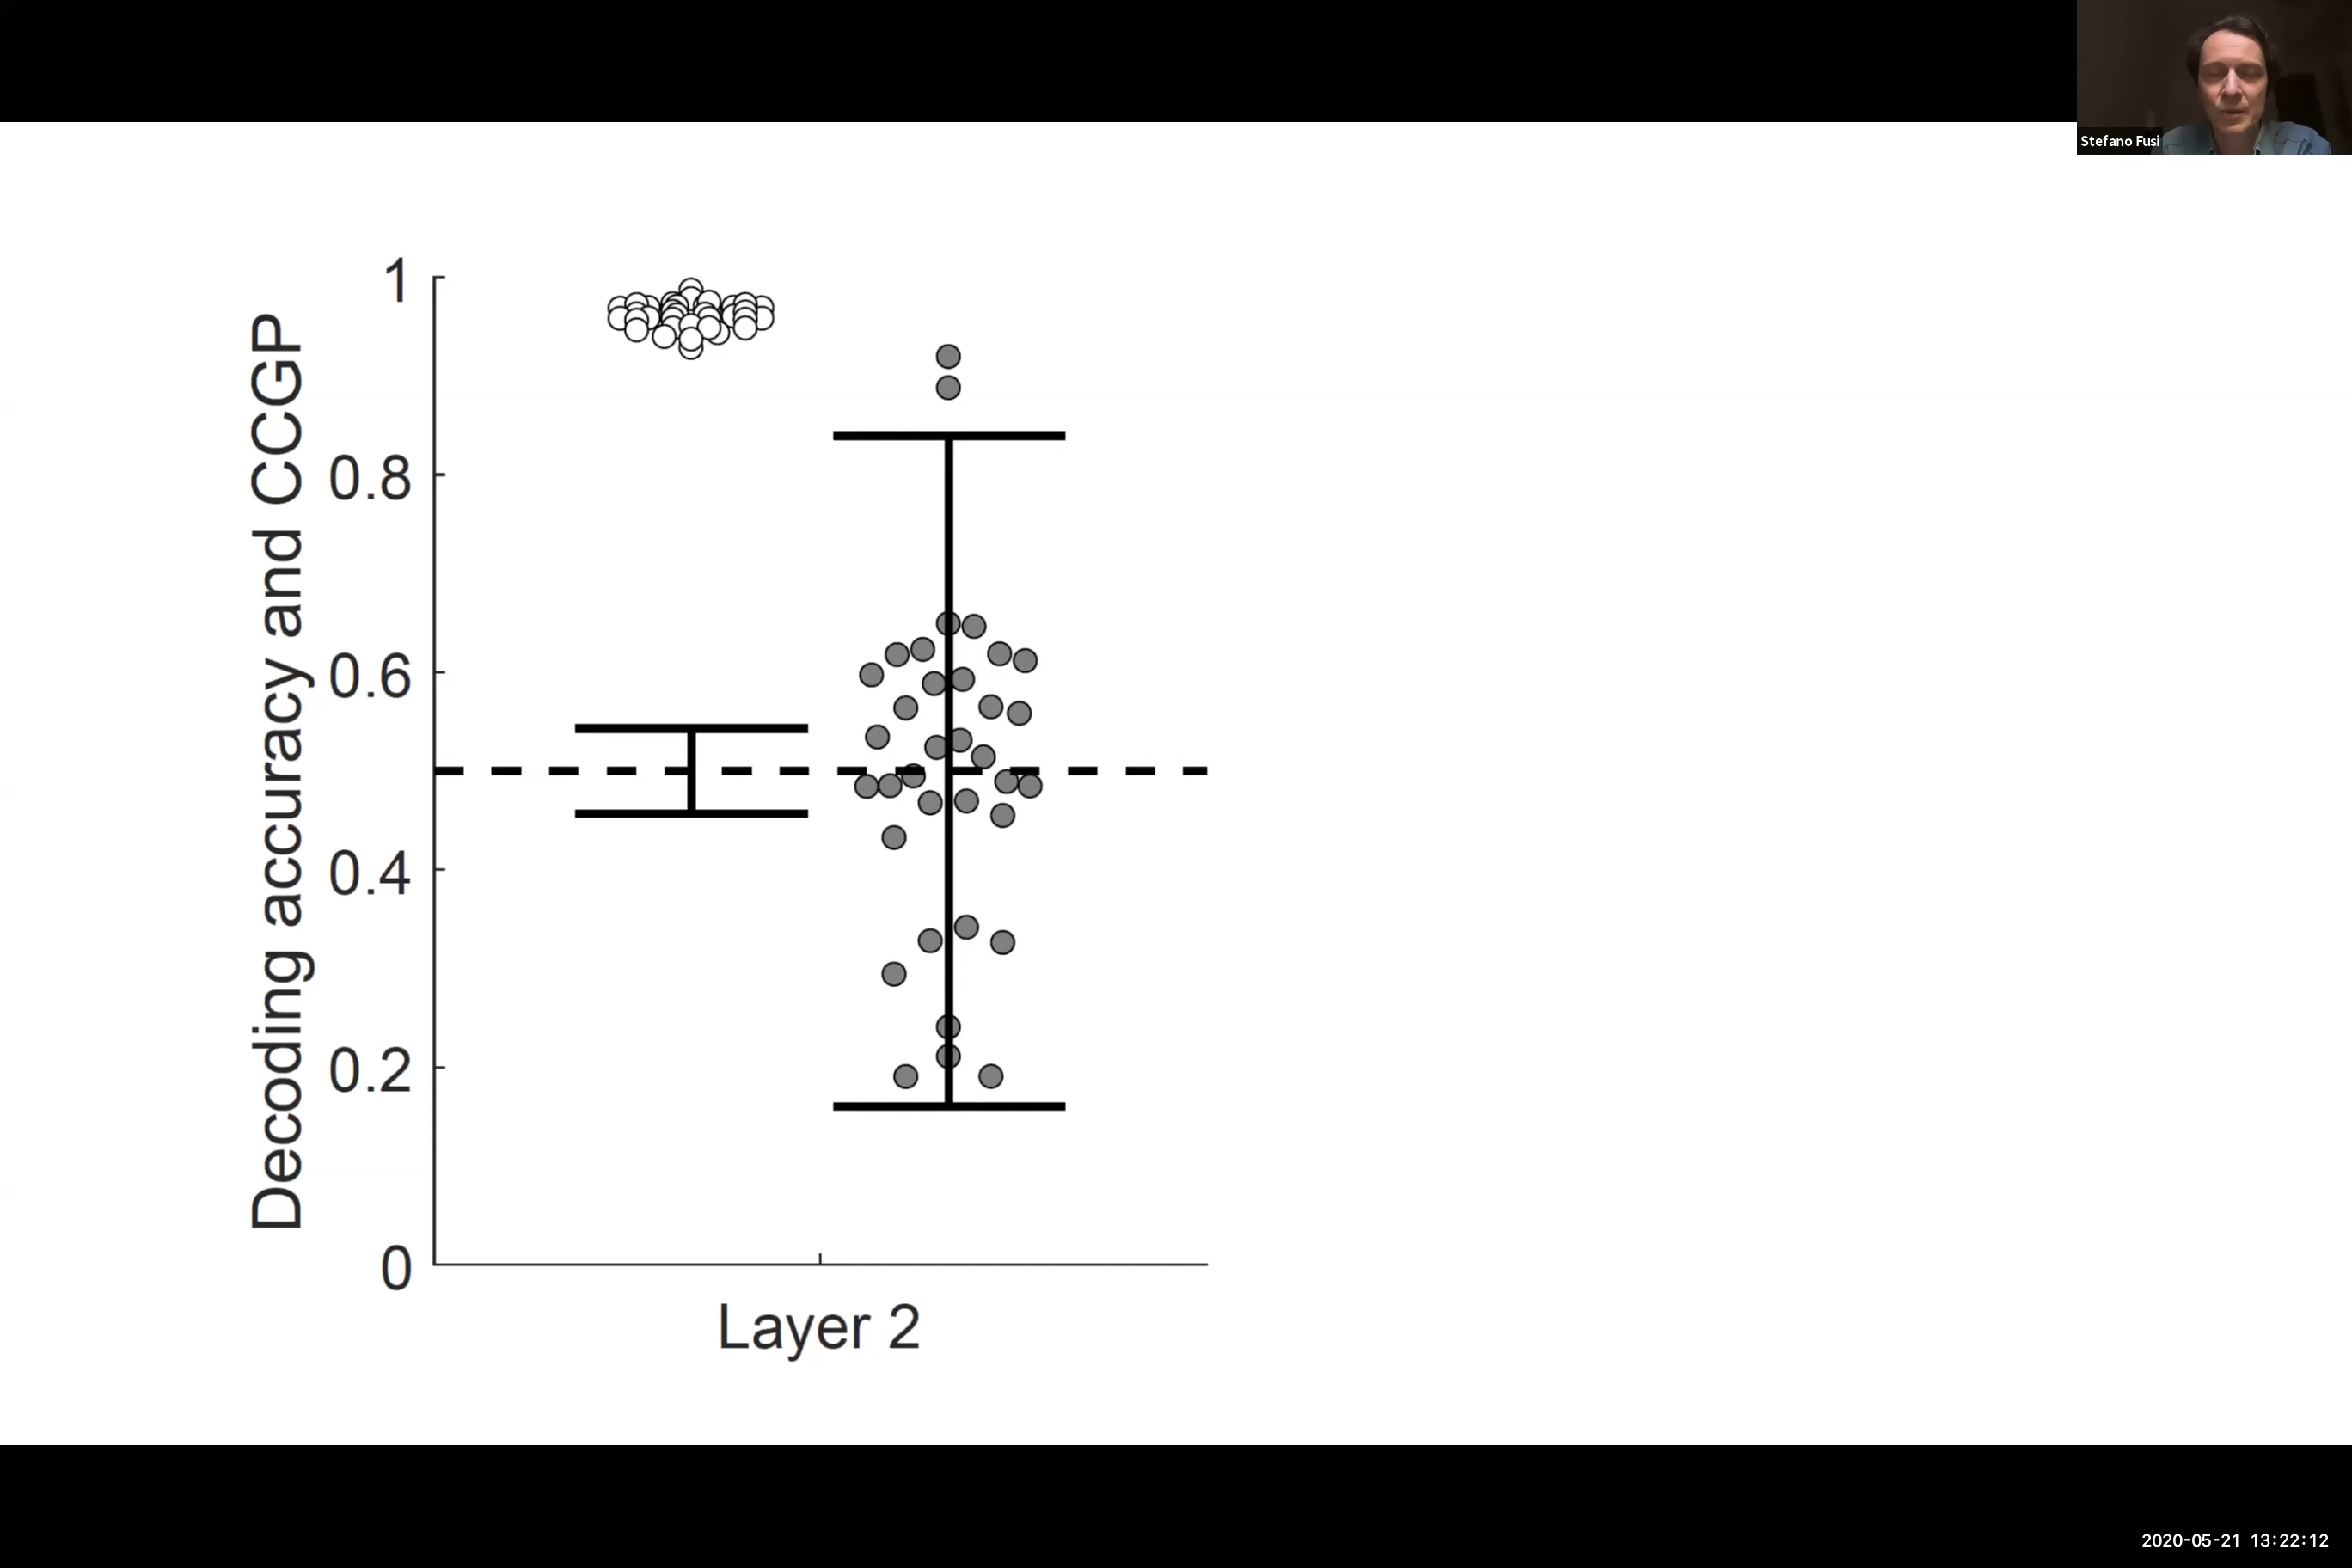 Stefano Fusi
Decoding accuracy and CCGP
1
0.8
0.6
0.4
0.2
0
Layer 2
2020-05-21 13:22:12